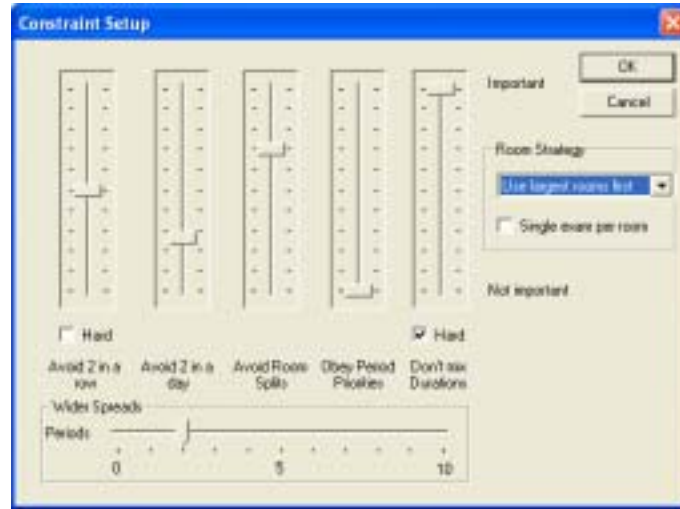 Constraint Setup
Important
OK
Cancel
Room Strategy
Use largest rooms first
Single exam per room
Not important
Hard
Hard
Avoid 2 in a row
Avoid 2 in a day
Avoid Room Splits
Obey Period Priorities
Don't mix Durations
Wider Spreads
Periods
0 5 10